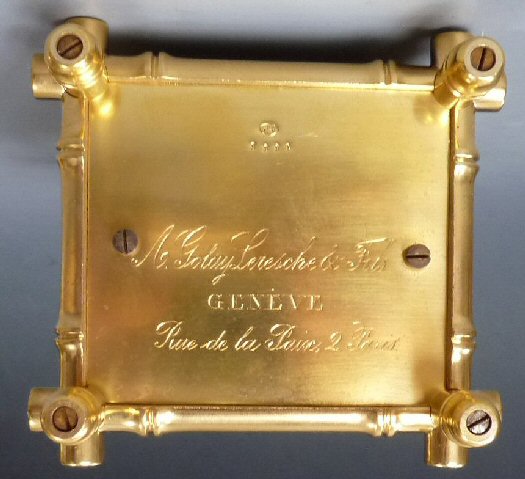 A. Golay Leresche & Fils
GENÈVE
Rue de la Paix, 2 Paris